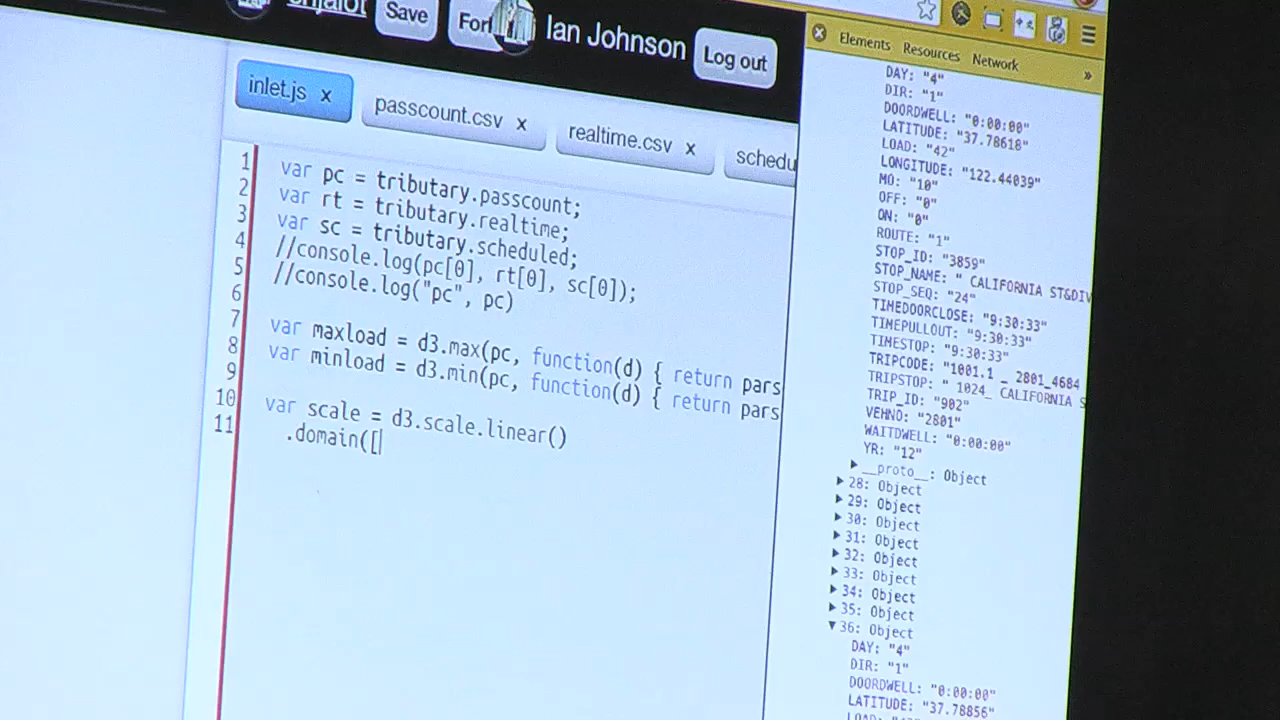 enjalot
Save
Ian Johnson
Log out
inlet.js x
passcount.csv x
realtime.csv x
1
2
3
4
5
6
7
8
9
10
11
var pc = tributary.passcount;
var rt = tributary.realtime;
var sc = tributary.scheduled;
//console.log(pc[0], rt[0], sc[0]);
//console.log("pc", pc)
var maxload = d3.max(pc, function(d) { return pars
var minload = d3.min(pc, function(d) { return pars
var scale = d3.scale.linear()
.domain([
Elements Resources Network »
DAY: "4"
DIR: "1"
DOORDWELL: "0:00:00"
LATITUDE: "37.78618"
LOAD: "42"
LONGITUDE: "122.44039"
MO: "10"
OFF: "0"
ON: "0"
ROUTE: "1"
STOP_ID: "3859"
STOP_NAME: " CALIFORNIA ST&DIV
STOP_SEQ: "24"
TIMEDOORCLOSE: "9:30:33"
TIMEPULLOUT: "9:30:33"
TIMESTOP: "9:30:33"
TRIPCODE: "1001.1 _ 2801_4684
TRIPSTOP: " 1024_ CALIFORNIA S
TRIP_ID: "902"
VEHNO: "2801"
WAITDWELL: "0:00:00"
YR: "12"
__proto__: Object
28: Object
29: Object
30: Object
31: Object
32: Object
33: Object
34: Object
35: Object
36: Object
DAY: "4"
DIR: "1"
DOORDWELL: "0:00:00"
LATITUDE: "37.78856"